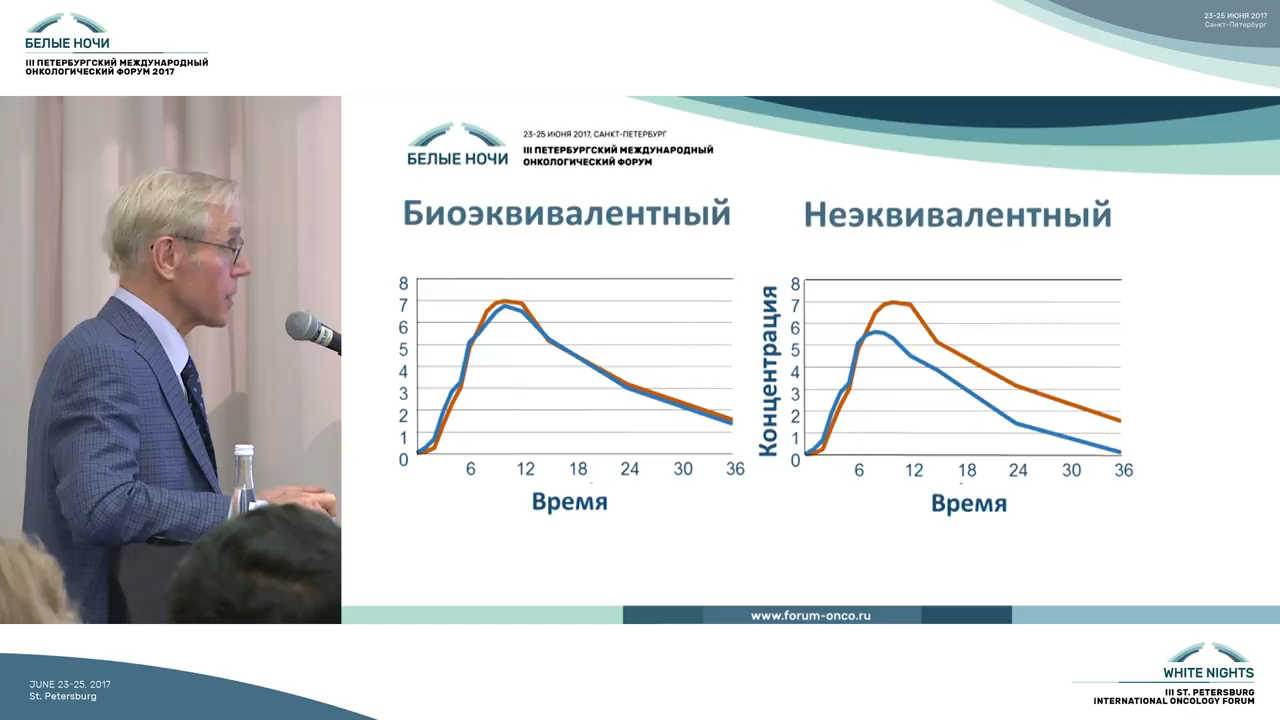 БЕЛЫЕ НОЧИ
III ПЕТЕРБУРГСКИЙ МЕЖДУНАРОДНЫЙ
ОНКОЛОГИЧЕСКИЙ ФОРУМ 2017
23-25 ИЮНЯ 2017
Санкт-Петербург
БЕЛЫЕ НОЧИ
23-25 ИЮНЯ 2017, САНКТ-ПЕТЕРБУРГ
III ПЕТЕРБУРГСКИЙ МЕЖДУНАРОДНЫЙ
ОНКОЛОГИЧЕСКИЙ ФОРУМ
Биоэквивалентный
8
7
6
5
4
3
2
1
0
6 12 18 24 30 36
Время
Неэквивалентный
Концентрация
8
7
6
5
4
3
2
1
0
6 12 18 24 30 36
Время
www.forum-onco.ru
JUNE 23-25, 2017
St. Petersburg
WHITE NIGHTS
III ST. PETERSBURG
INTERNATIONAL ONCOLOGY FORUM